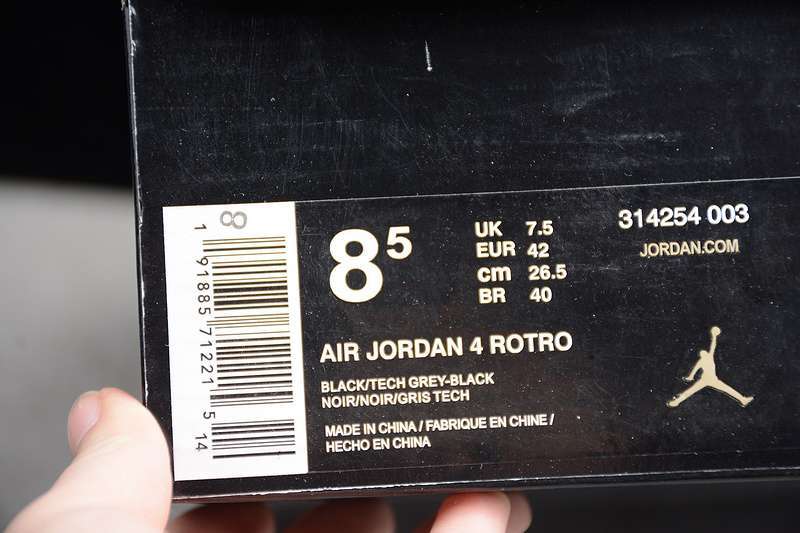 8
1 91885 71221 5 14
8 5
UK 7.5
EUR 42
cm 26.5
BR 40
314254 003
JORDAN.COM
AIR JORDAN 4 ROTRO
BLACK/TECH GREY-BLACK
NOIR/NOIR/GRIS TECH
MADE IN CHINA / FABRIQUE EN CHINE /
HECHO EN CHINA